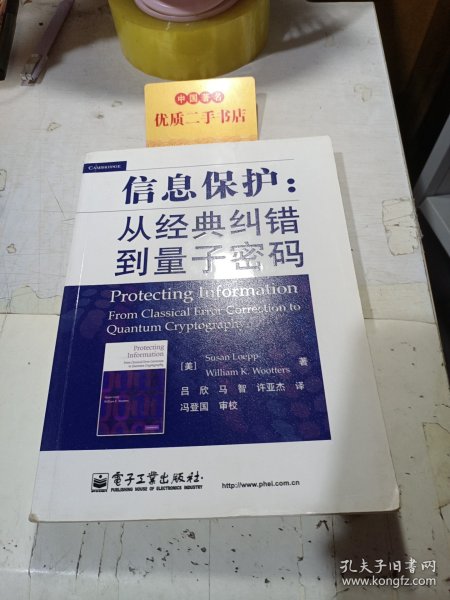 中国著名
优质二手书店
CAMBRIDGE
信息保护:
从经典纠错
到量子密码
Protecting Information
From Classical Error Correction to
Quantum Cryptography
Protecting
Information
[美] Susan Loepp
William K. Wootters 著
吕欣 马智 许亚杰 译
冯登国 审校
電子工業出版社·
PUBLISHING HOUSE OF ELECTRONICS INDUSTRY
http://www.phei.com.cn
孔夫子旧书网
www.kongfz.com